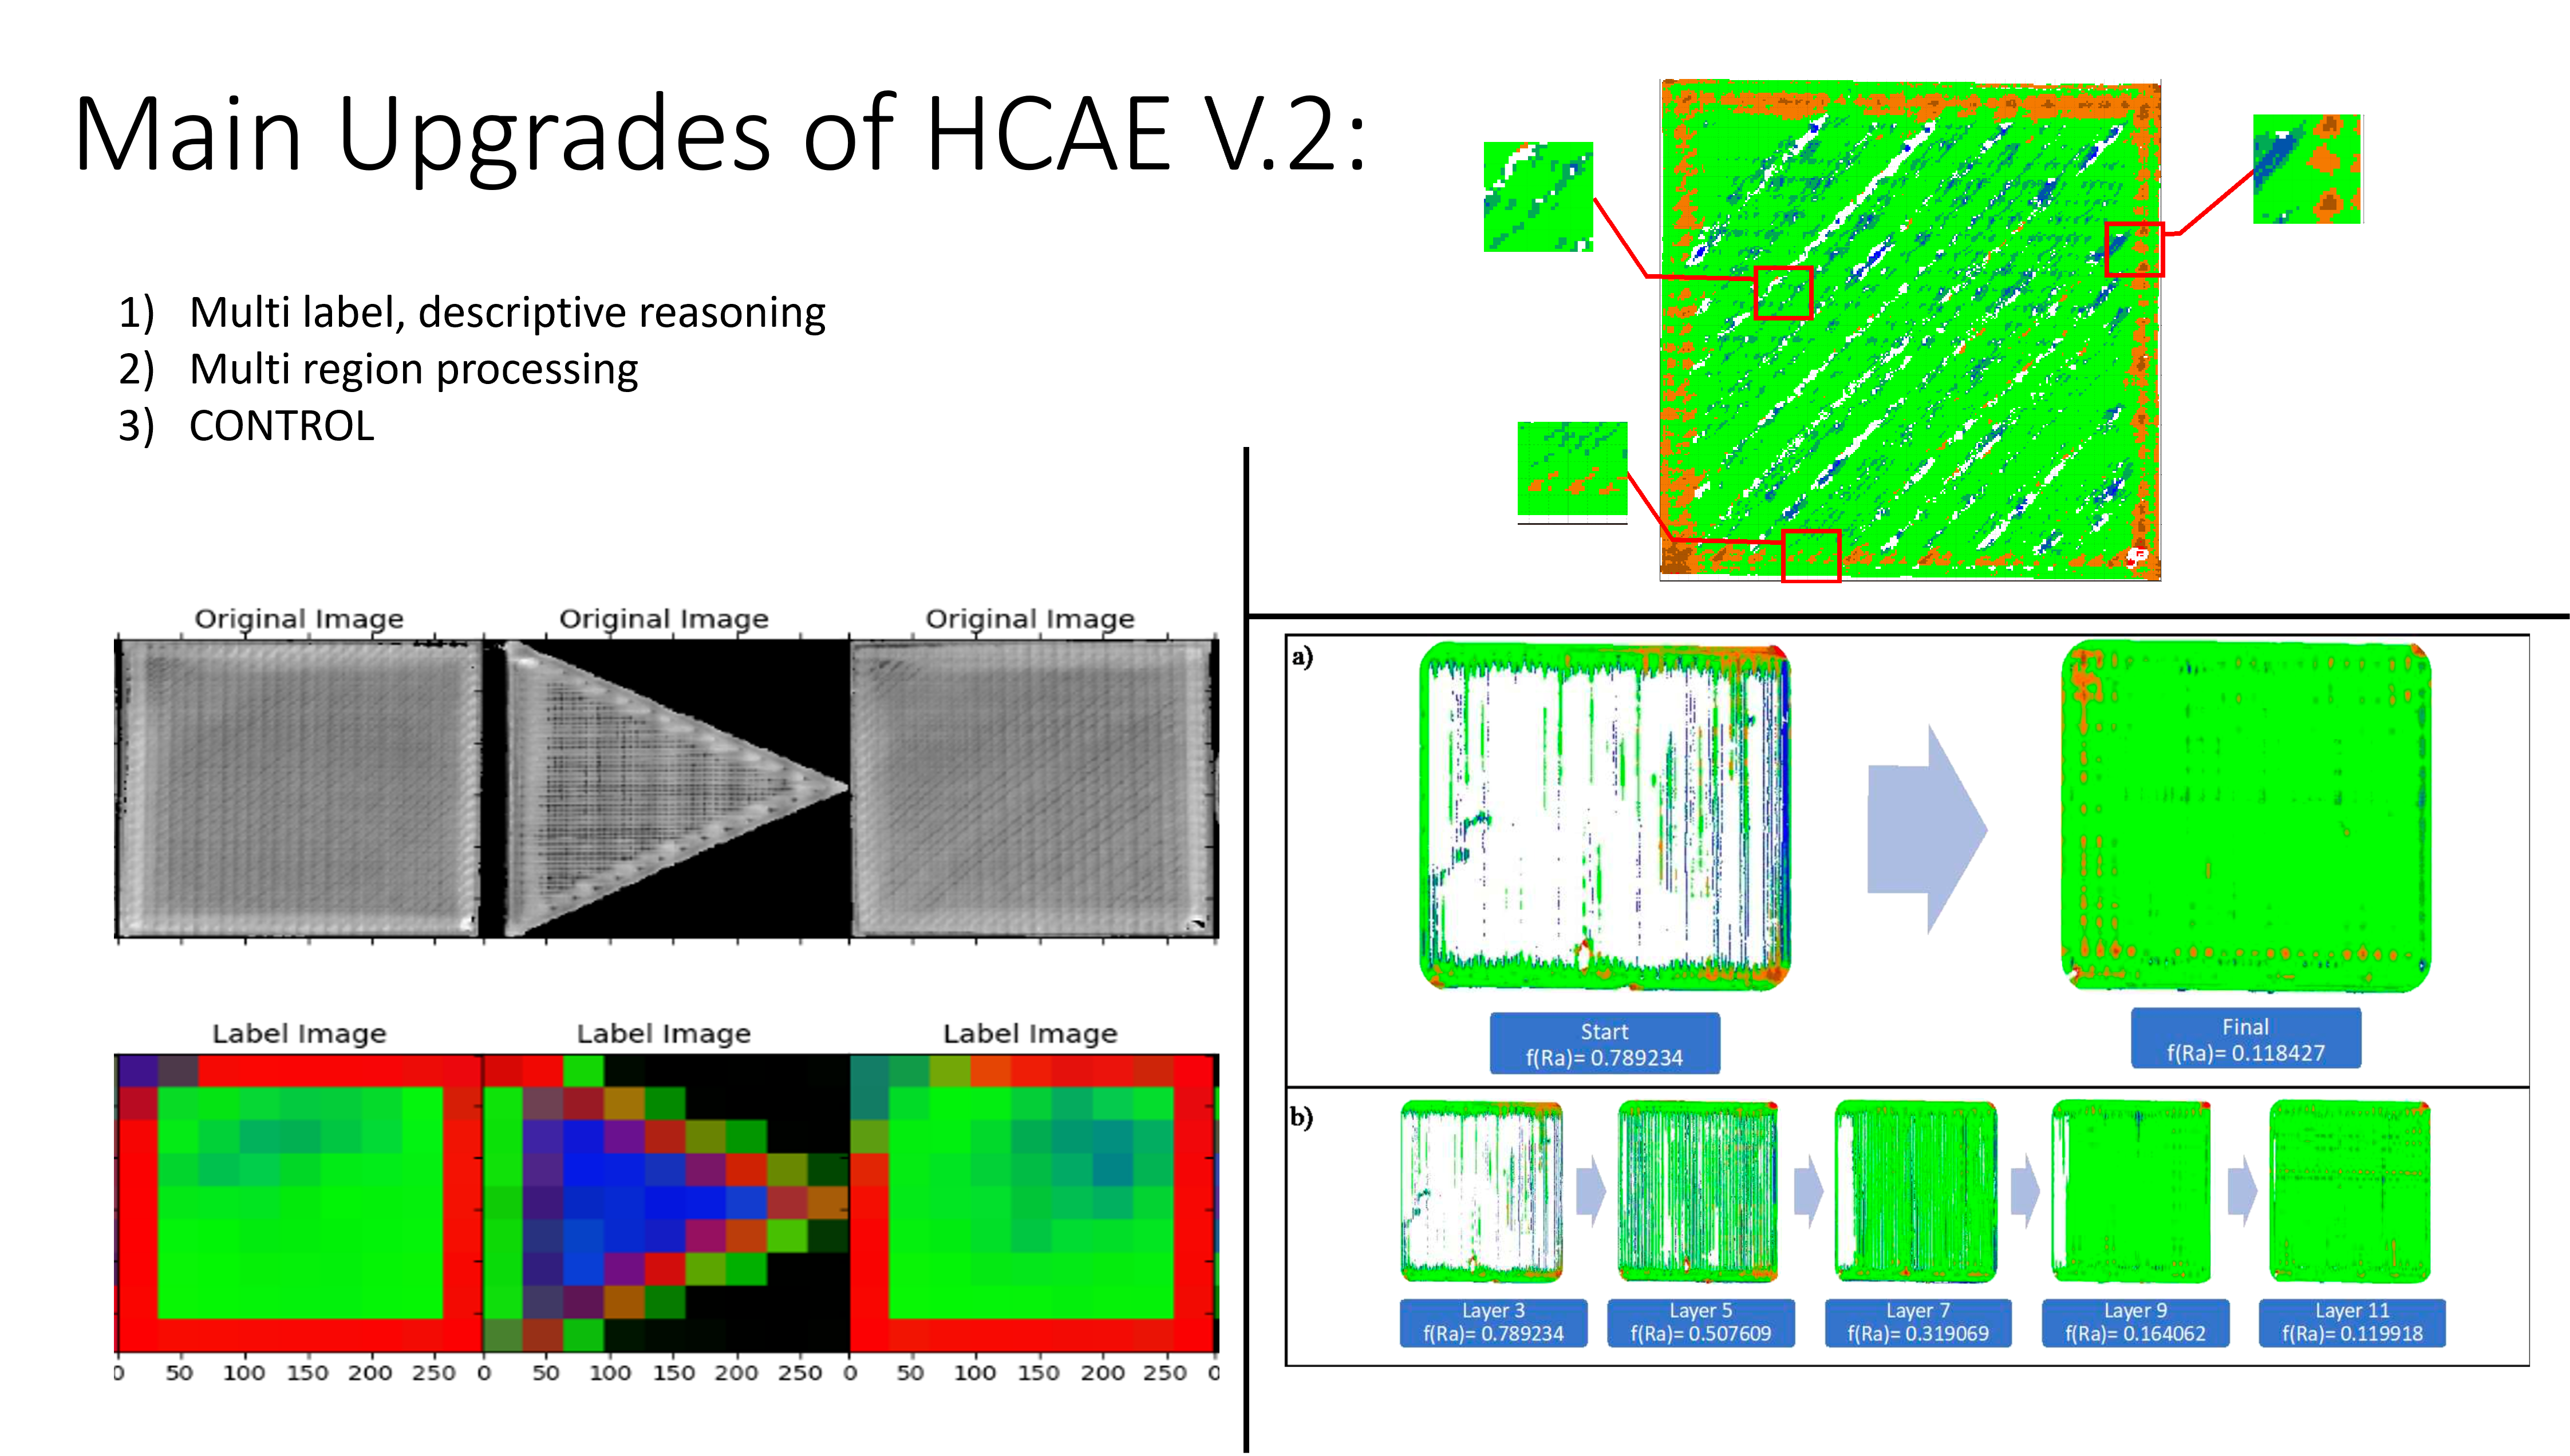 Main Upgrades of HCAE V.2:
1) Multi label, descriptive reasoning
2) Multi region processing
3) CONTROL
Original Image Original Image Original Image
Label Image Label Image Label Image
0 50 100 150 200 250 0 50 100 150 200 250 0 50 100 150 200 250 0
a)
Start
f(Ra)= 0.789234
Final
f(Ra)= 0.118427
b)
Layer 3
f(Ra)= 0.789234
Layer 5
f(Ra)= 0.507609
Layer 7
f(Ra)= 0.319069
Layer 9
f(Ra)= 0.164062
Layer 11
f(Ra)= 0.119918